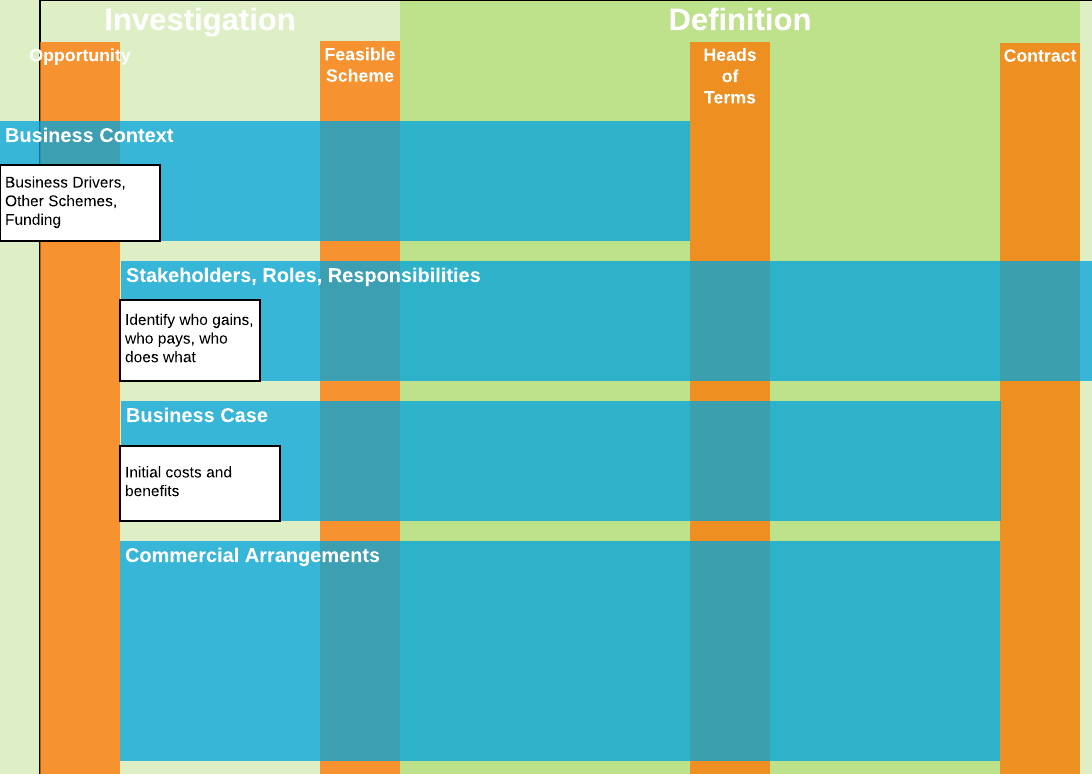 Investigation
Definition
Opportunity
Feasible
Scheme
Heads
of
Terms
Contract
Business Context
Business Drivers,
Other Schemes,
Funding
Stakeholders, Roles, Responsibilities
Identify who gains,
who pays, who
does what
Business Case
Initial costs and
benefits
Commercial Arrangements